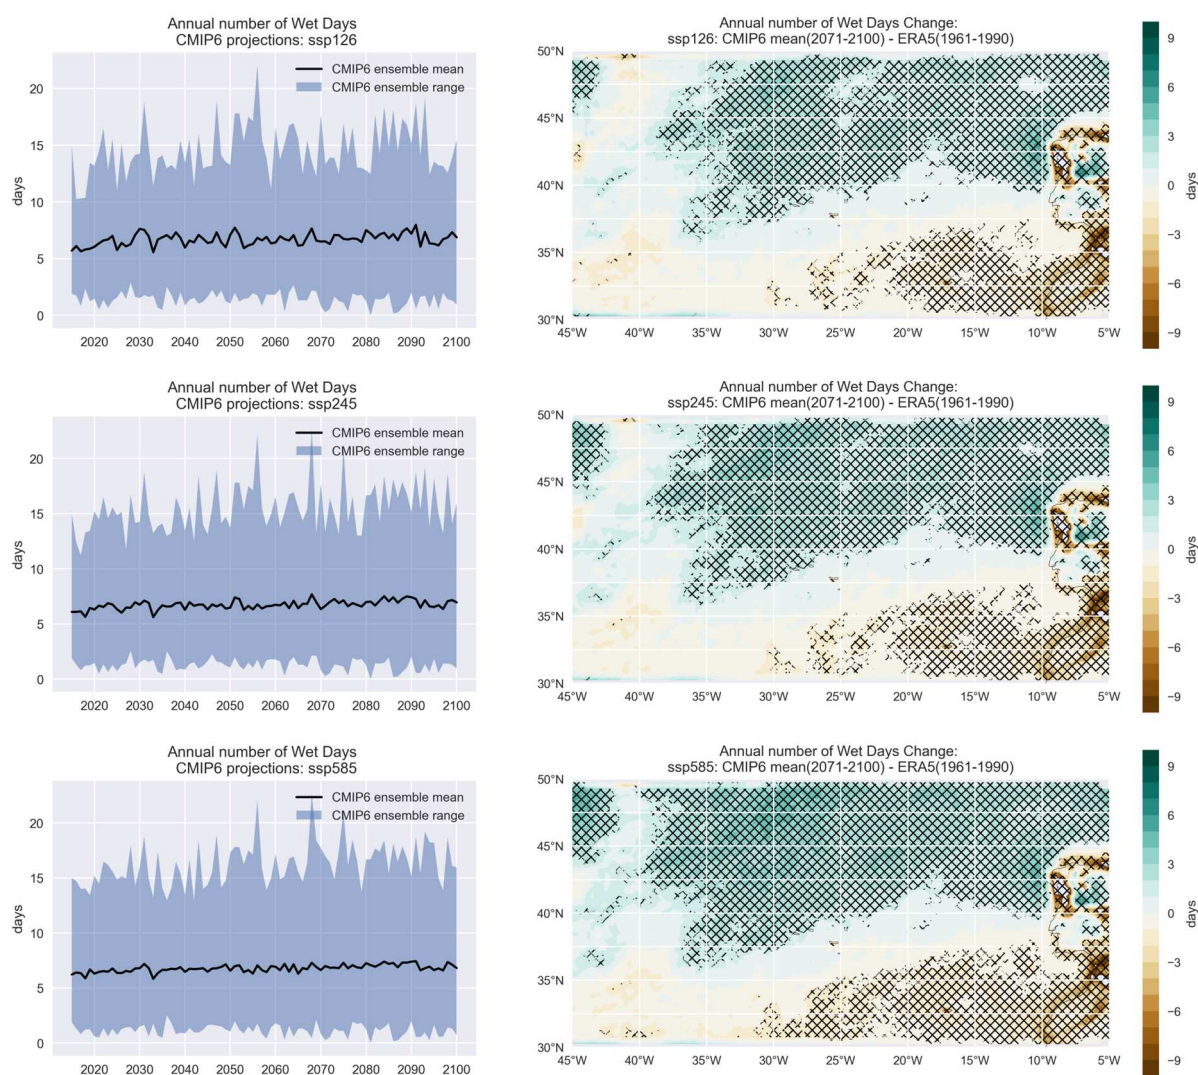 Annual number of Wet Days
CMIP6 projections: ssp126
CMIP6 ensemble mean
CMIP6 ensemble range
days
20
15
10
5
0
2020 2030 2040 2050 2060 2070 2080 2090 2100
Annual number of Wet Days Change:
ssp126: CMIP6 mean(2071-2100) - ERA5(1961-1990)
50°N
45°N
40°N
35°N
30°N
45°W 40°W 35°W 30°W 25°W 20°W 15°W 10°W 5°W
9
6
3
0
−3
−6
−9
days
Annual number of Wet Days
CMIP6 projections: ssp245
CMIP6 ensemble mean
CMIP6 ensemble range
days
20
15
10
5
0
2020 2030 2040 2050 2060 2070 2080 2090 2100
Annual number of Wet Days Change:
ssp245: CMIP6 mean(2071-2100) - ERA5(1961-1990)
50°N
45°N
40°N
35°N
30°N
45°W 40°W 35°W 30°W 25°W 20°W 15°W 10°W 5°W
9
6
3
0
−3
−6
−9
days
Annual number of Wet Days
CMIP6 projections: ssp585
CMIP6 ensemble mean
CMIP6 ensemble range
days
20
15
10
5
0
2020 2030 2040 2050 2060 2070 2080 2090 2100
Annual number of Wet Days Change:
ssp585: CMIP6 mean(2071-2100) - ERA5(1961-1990)
50°N
45°N
40°N
35°N
30°N
45°W 40°W 35°W 30°W 25°W 20°W 15°W 10°W 5°W
9
6
3
0
−3
−6
−9
days